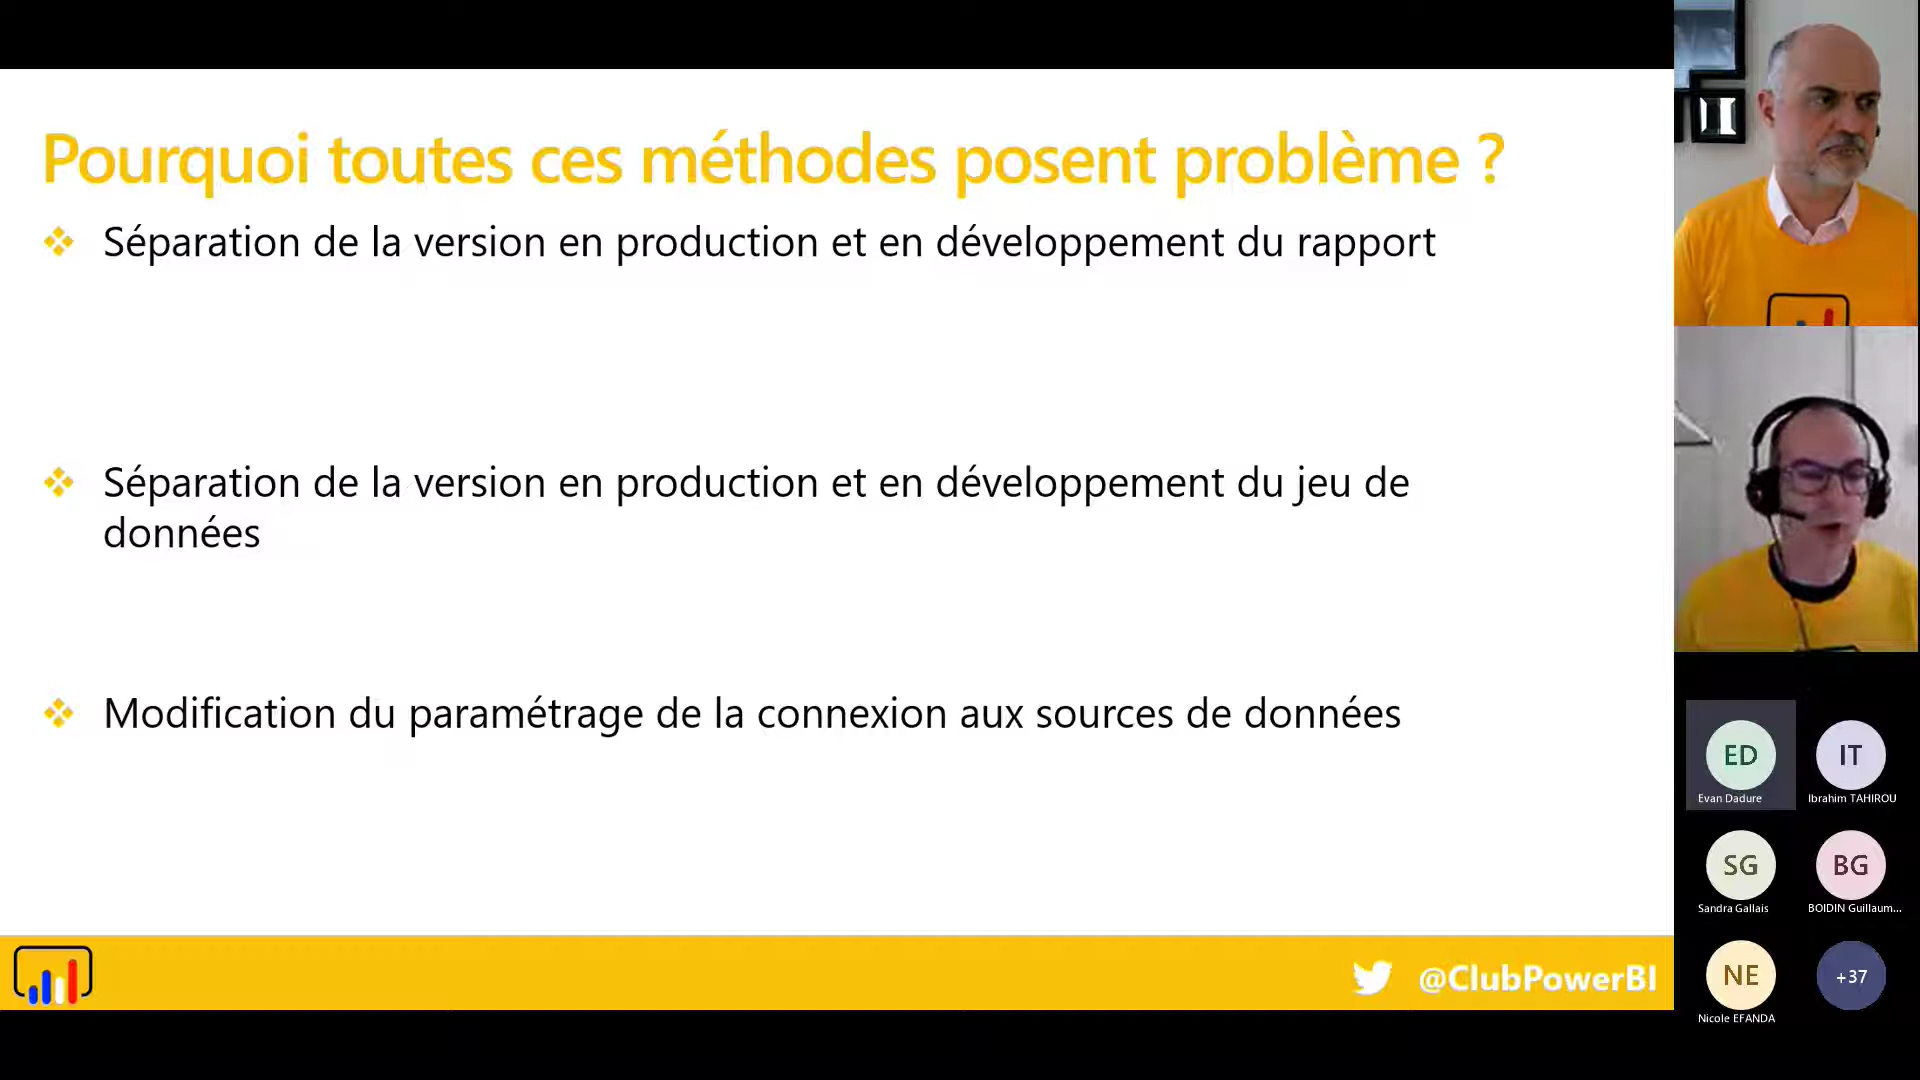 Pourquoi toutes ces méthodes posent problème ?
Séparation de la version en production et en développement du rapport
Séparation de la version en production et en développement du jeu de
données
Modification du paramétrage de la connexion aux sources de données
@ClubPowerBI
BI
ED
Evan Dadure
IT
Ibrahim TAHIROU
SG
Sandra Gallais
BG
BOIDIN Guillaum...
NE
Nicole EFANDA
+37